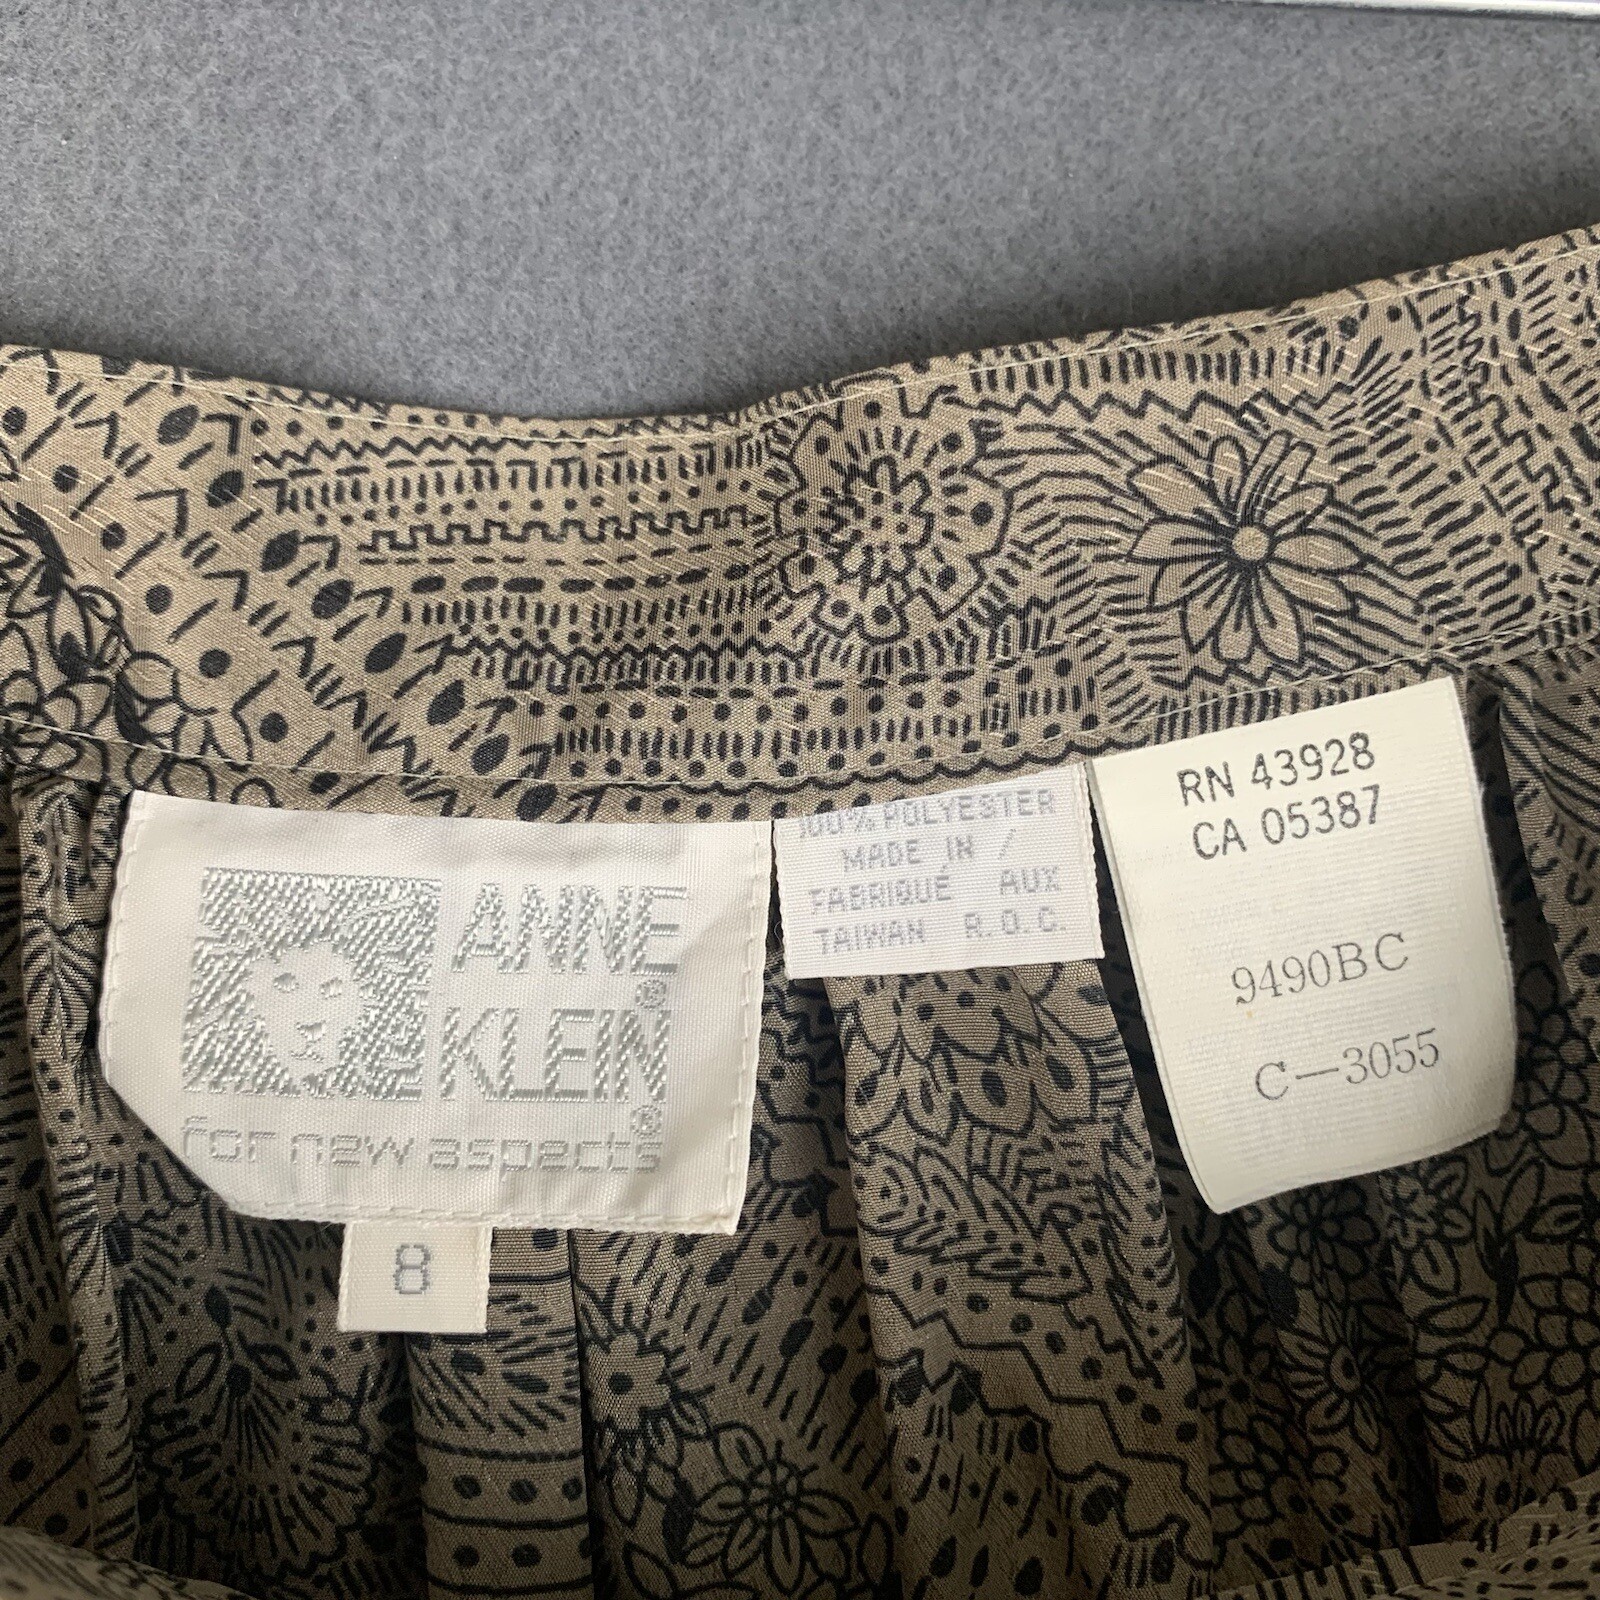 ANNE
KLEIN®
for new aspects®
8
100% POLYESTER
MADE IN /
FABRIQUÉ AUX
TAIWAN R.O.C.
RN 43928
CA 05387
9490BC
C-3055